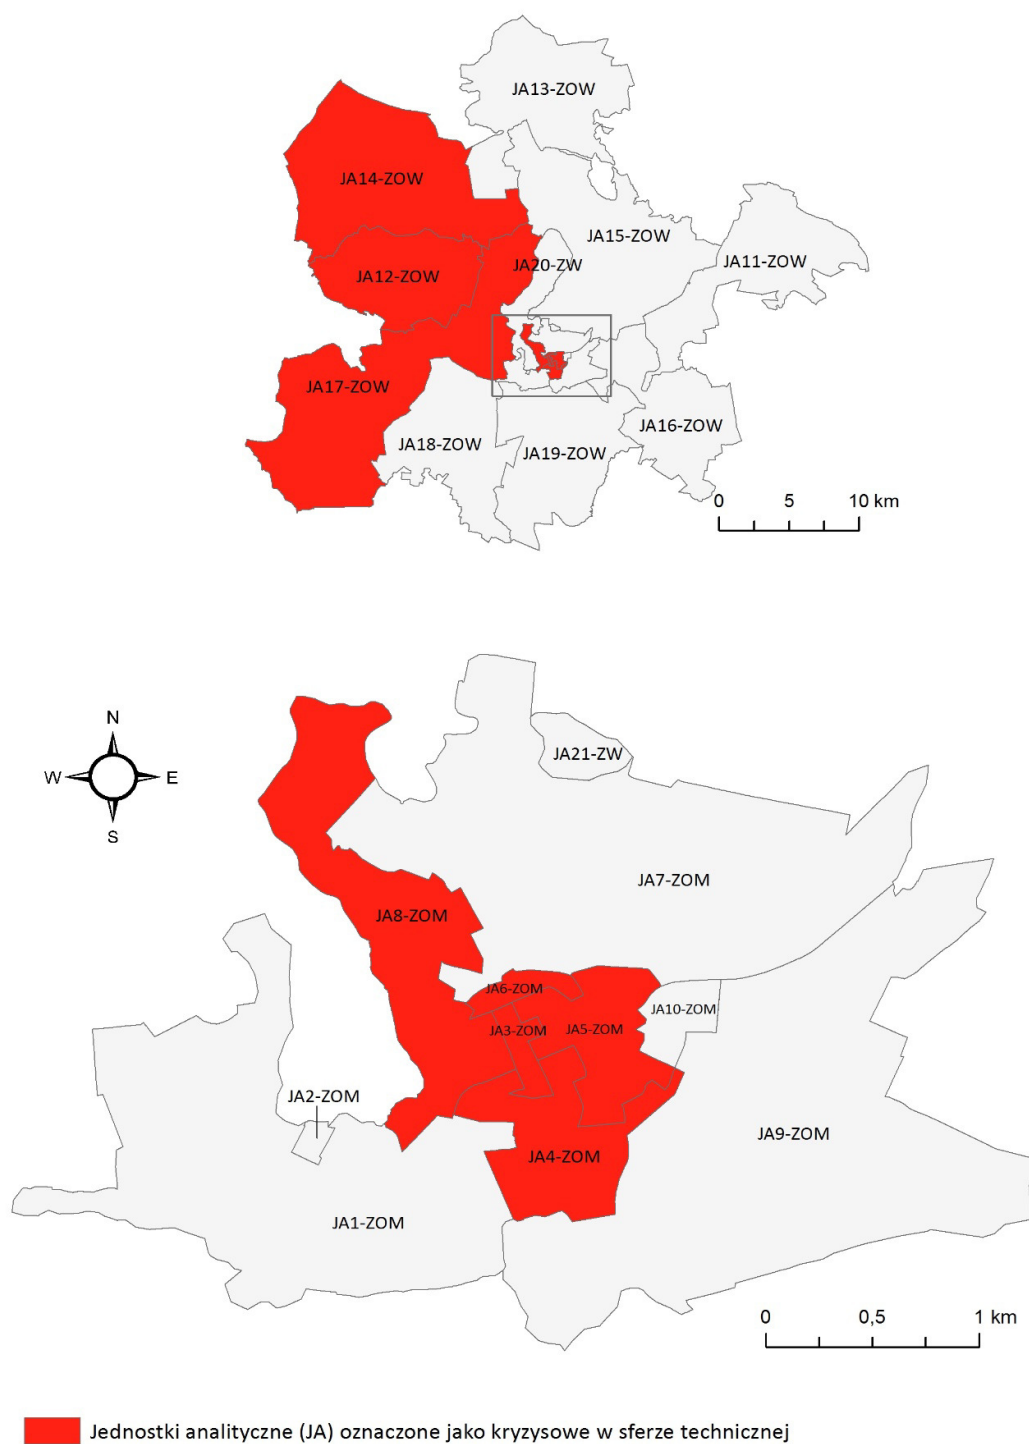 JA13-ZOW
JA14-ZOW
JA15-ZOW
JA11-ZOW
JA20-ZW
JA12-ZOW
JA17-ZOW
JA18-ZOW
JA16-ZOW
JA19-ZOW
0 5 10 km
N
W E
S
JA21-ZW
JA7-ZOM
JA8-ZOM
JA6-ZOM
JA10-ZOM
JA3-ZOM JA5-ZOM
JA2-ZOM
JA9-ZOM
JA4-ZOM
JA1-ZOM
0 0,5 1 km
Jednostki analityczne (JA) oznaczone jako kryzysowe w sferze technicznej